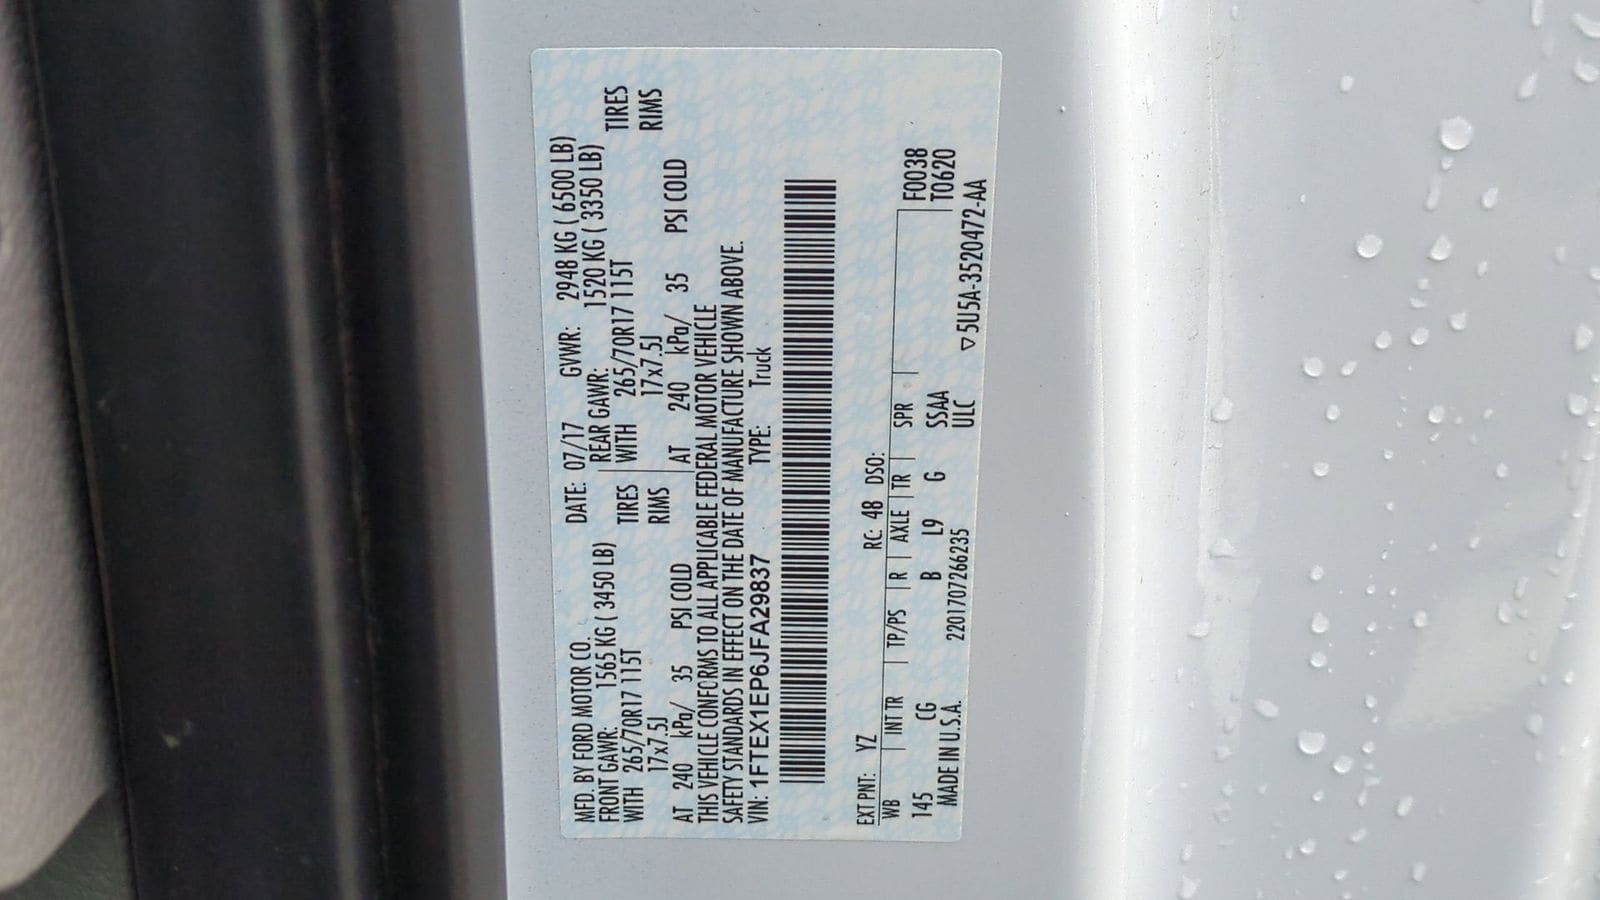 MFD. BY FORD MOTOR CO. DATE: 07/17 GVWR: 2948 KG ( 6500 LB)
FRONT GAWR: 1565 KG ( 3450 LB) REAR GAWR: 1520 KG ( 3350 LB)
WITH 265/70R17 115T TIRES WITH 265/70R17 115T TIRES
17x7.5J RIMS 17x7.5J RIMS
AT 240 kPa/ 35 PSI COLD AT 240 kPa/ 35 PSI COLD
THIS VEHICLE CONFORMS TO ALL APPLICABLE FEDERAL MOTOR VEHICLE
SAFETY STANDARDS IN EFFECT ON THE DATE OF MANUFACTURE SHOWN ABOVE.
VIN: 1FTEX1EP6JFA29837 TYPE: Truck
EXT PNT: YZ RC: 48 DSO:
WB INT TR TP/PS R AXLE TR SPR F0038
145 CG B L9 G SSAA T0620
MADE IN U.S.A. 2201707266235 ULC ▽5U5A-3520472-AA